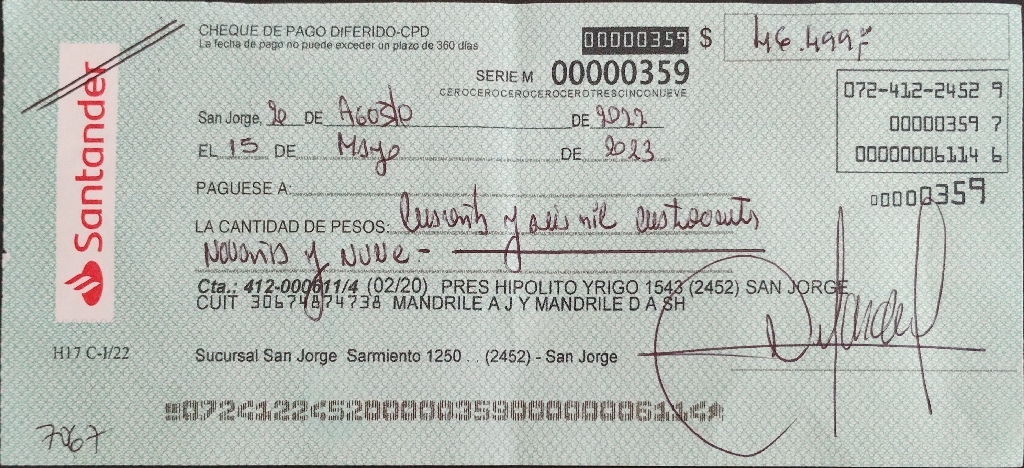 CHEQUE DE PAGO DIFERIDO-CPD
La fecha de pago no puede exceder un plazo de 360 días
00000359 $ 46.499,-
SERIE M 00000359
CEROCEROCEROCEROCEROTRESCINCONUEVE
San Jorge, 20 DE Agosto DE 2022
EL 15 DE Mayo DE 2023
072-412-2452 9
00000359 7
00000006114 6
00000359
PAGUESE A:
LA CANTIDAD DE PESOS: Cuarenta y seis mil cuatrocientos
Noventa y nueve -
Cta.: 412-000611/4 (02/20) PRES HIPOLITO YRIGO 1543 (2452) SAN JORGE
CUIT 30674874738 MANDRILE A J Y MANDRILE D A SH
Santander
H17 C-I/22
Sucursal San Jorge Sarmiento 1250 . . (2452) - San Jorge
072<122<52000003590000000611<
7067